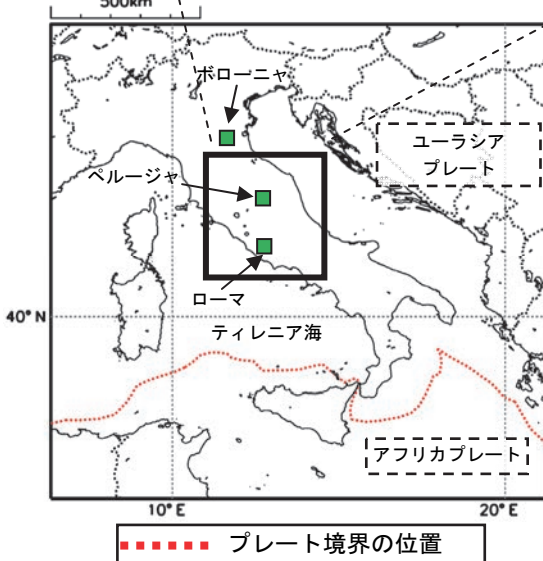 500km
ボローニャ
ユーラシア
プレート
ペルージャ
ローマ
40° N
ティレニア海
アフリカプレート
10° E
20° E
プレート境界の位置